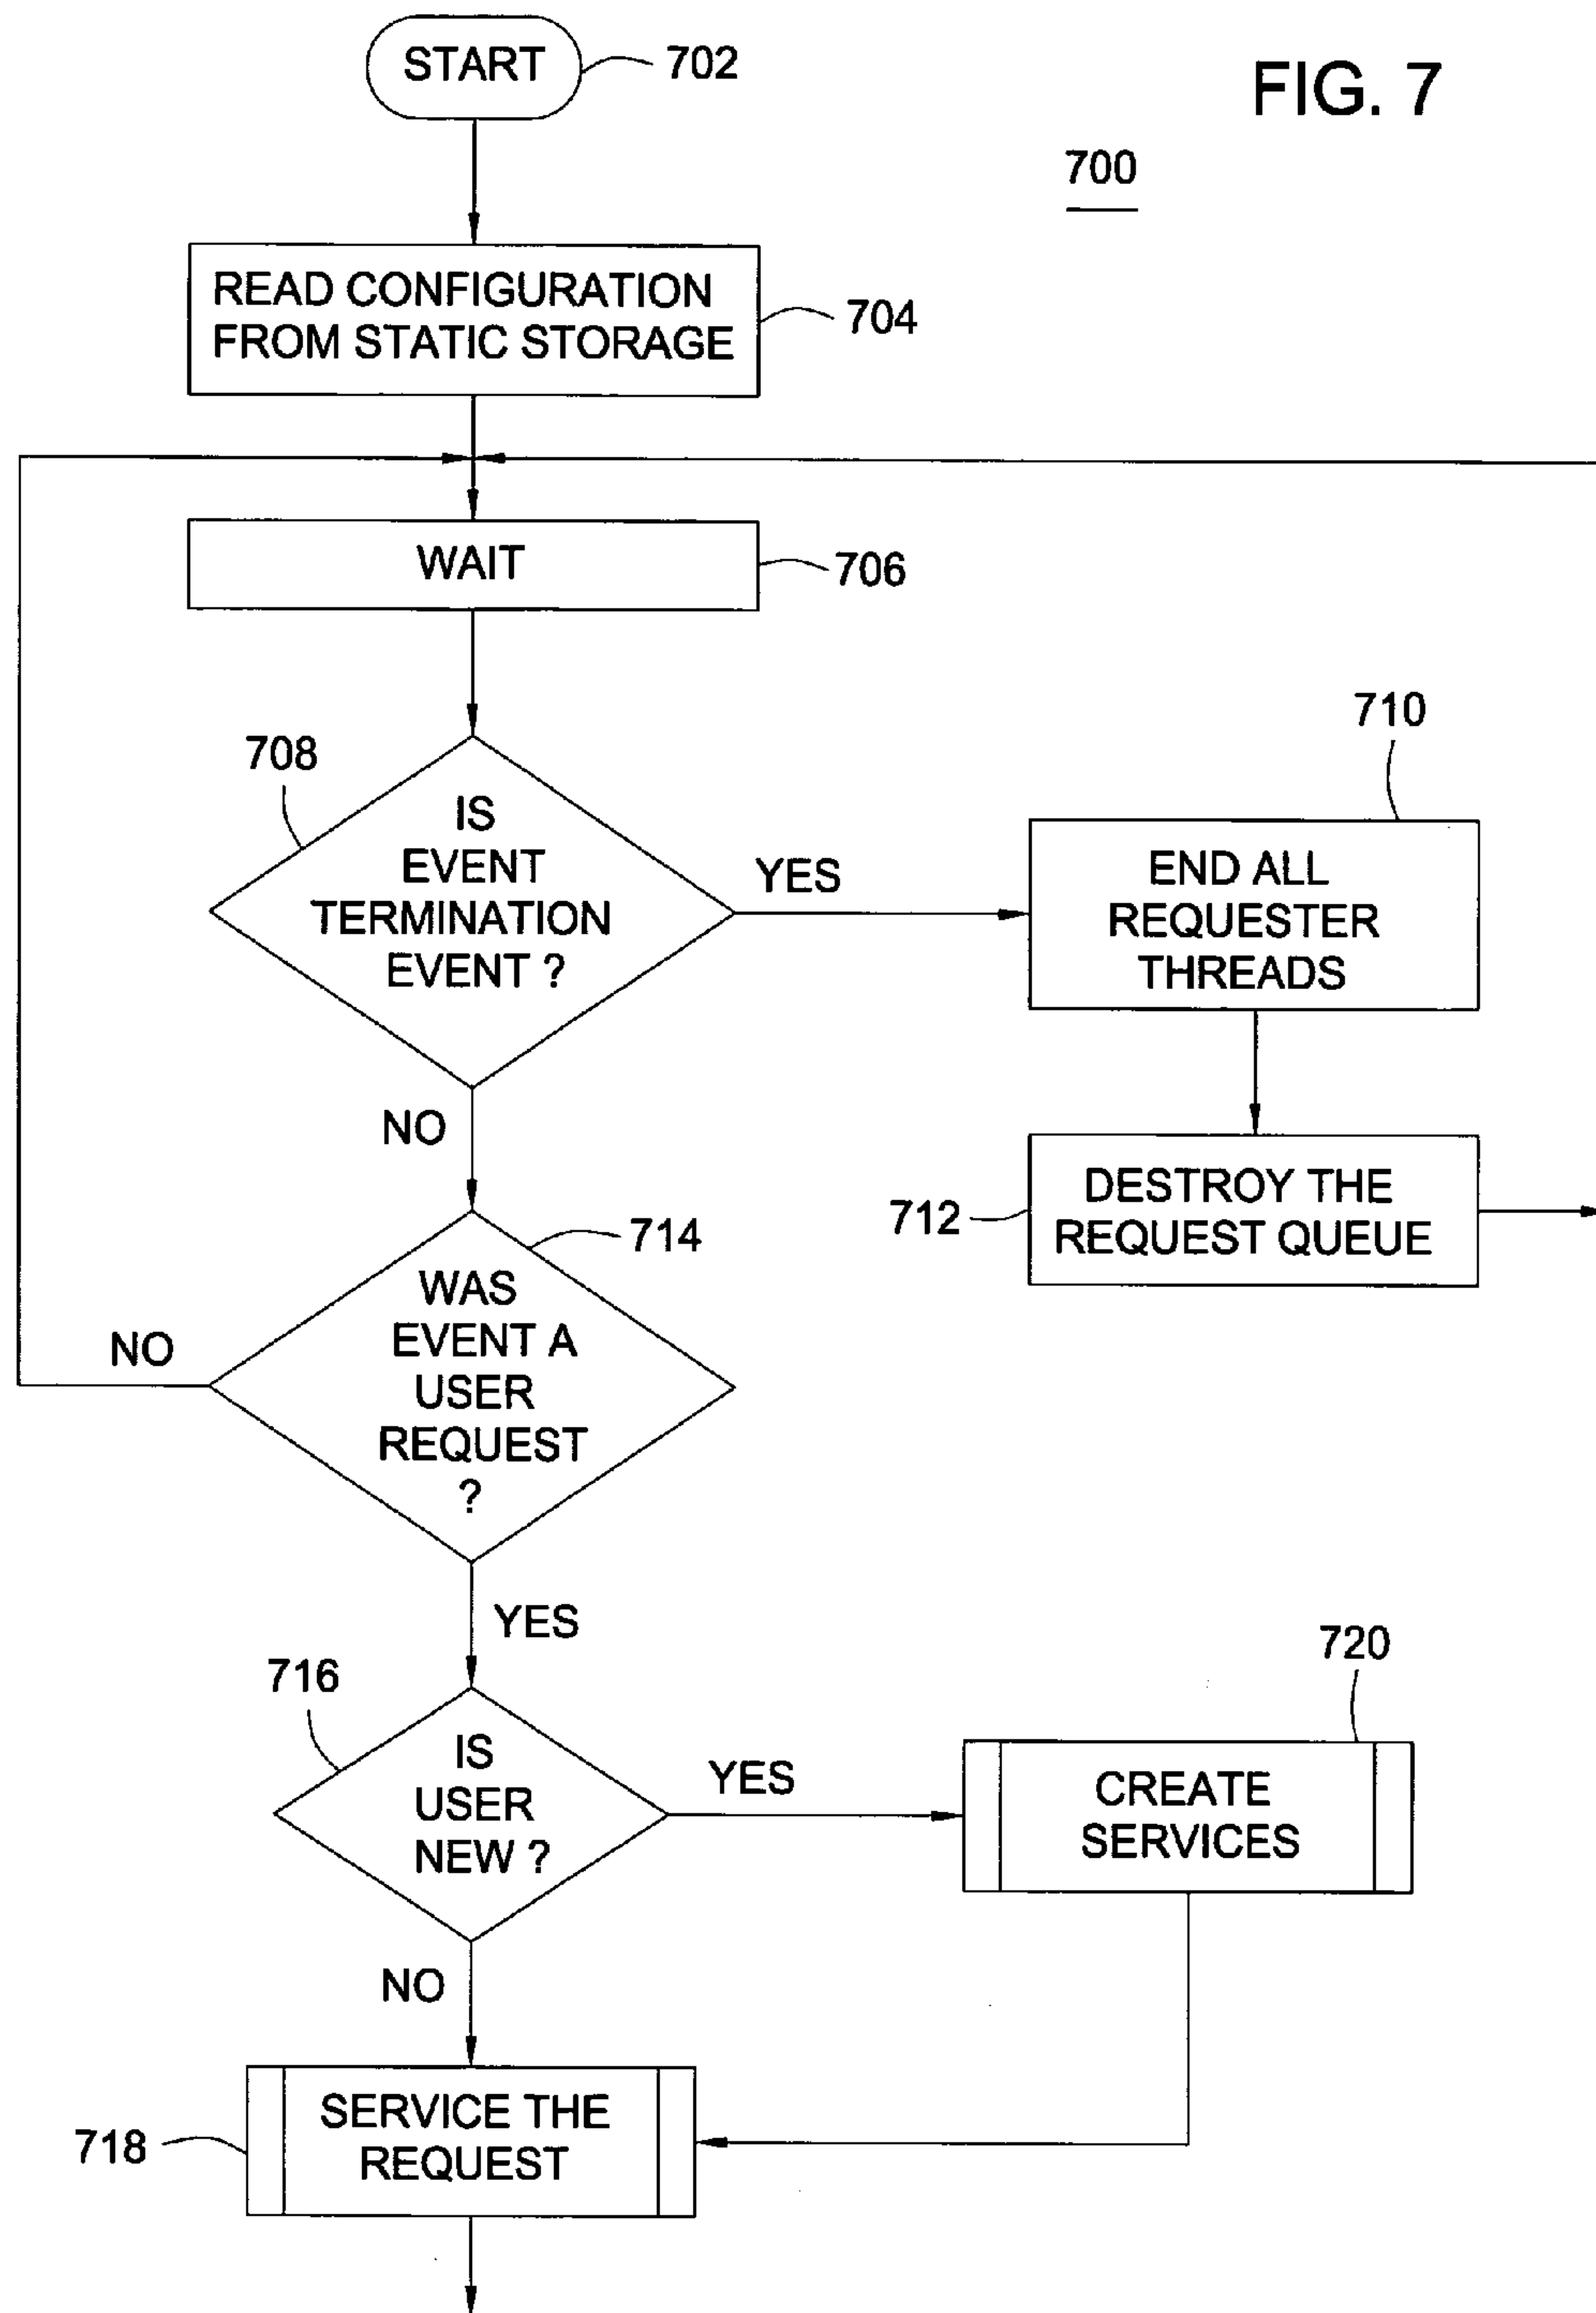 START
702
FIG. 7
700
READ CONFIGURATION
FROM STATIC STORAGE
704
WAIT
706
708
IS
EVENT
TERMINATION
EVENT ?
YES
710
END ALL
REQUESTER
THREADS
NO
712
DESTROY THE
REQUEST QUEUE
714
WAS
EVENT A
USER
REQUEST
?
NO
YES
716
IS
USER
NEW ?
YES
720
CREATE
SERVICES
NO
718
SERVICE THE
REQUEST